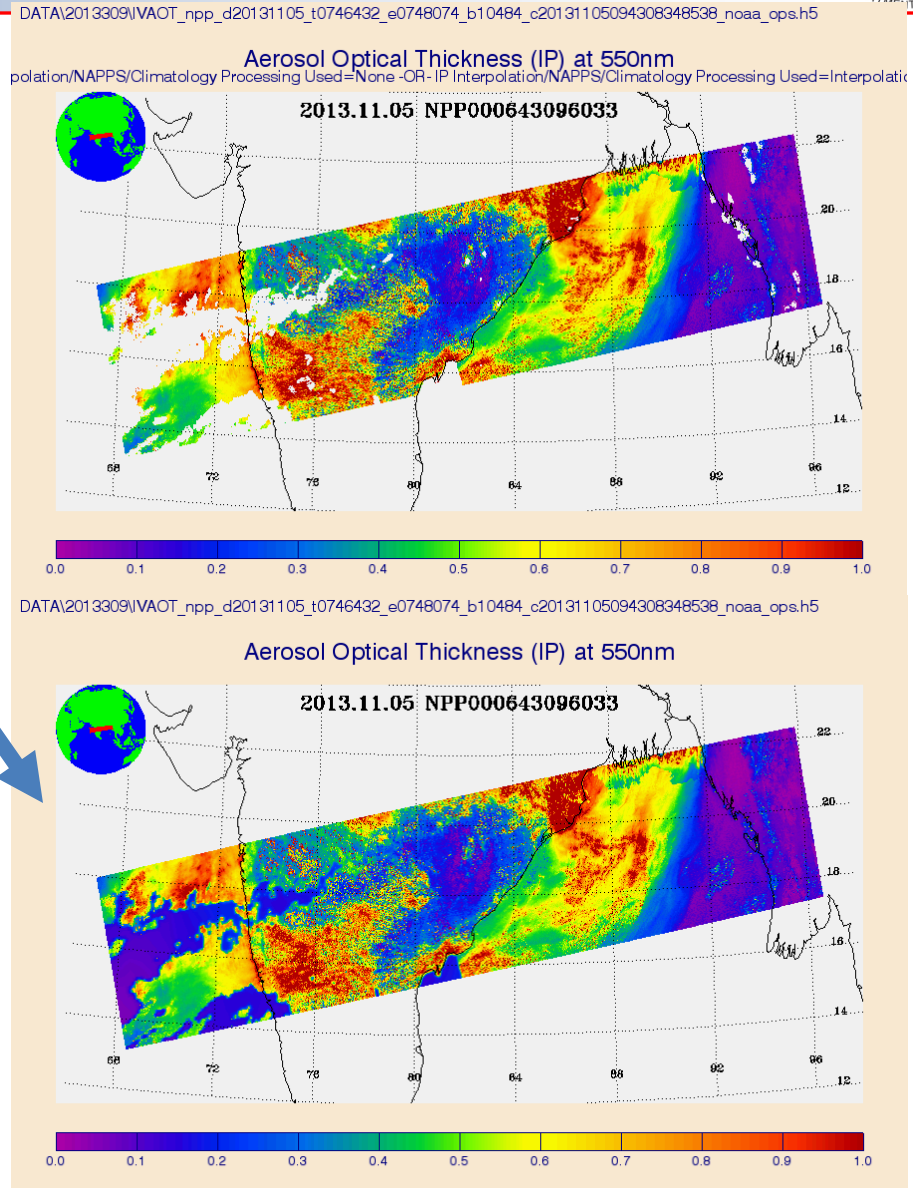 DATA\2013309\IVAOT_npp_d20131105_t0746432_e0748074_b10484_c20131105094308348538_noaa_ops.h5
Aerosol Optical Thickness (IP) at 550nm
polation/NAPPS/Climatology Processing Used=None -OR- IP Interpolation/NAPPS/Climatology Processing Used=Interpolatio
2013.11.05 NPP000643096033
22
20
18
16
14
12
68 72 76 80 84 88 92 96
0.0 0.1 0.2 0.3 0.4 0.5 0.6 0.7 0.8 0.9 1.0
DATA\2013309\IVAOT_npp_d20131105_t0746432_e0748074_b10484_c20131105094308348538_noaa_ops.h5
Aerosol Optical Thickness (IP) at 550nm
2013.11.05 NPP000643096033
22
20
18
16
14
12
68 72 76 80 84 88 92 96
0.0 0.1 0.2 0.3 0.4 0.5 0.6 0.7 0.8 0.9 1.0